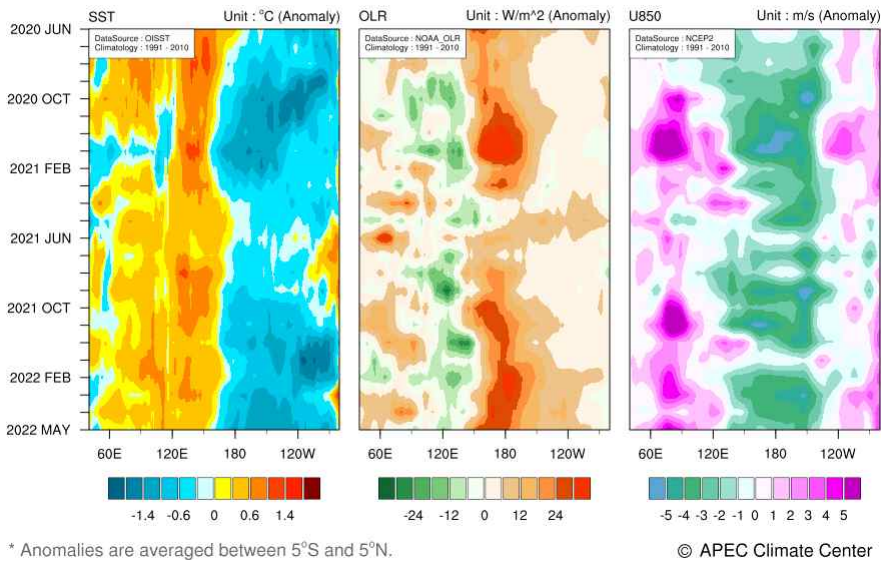 SST Unit : °C (Anomaly)
DataSource : OISST
Climatology : 1991 - 2010
OLR Unit : W/m^2 (Anomaly)
DataSource : NOAA_OLR
Climatology : 1991 - 2010
U850 Unit : m/s (Anomaly)
DataSource : NCEP2
Climatology : 1991 - 2010
2020 JUN
2020 OCT
2021 FEB
2021 JUN
2021 OCT
2022 FEB
2022 MAY
60E 120E 180 120W
60E 120E 180 120W
60E 120E 180 120W
-1.4 -0.6 0 0.6 1.4
-24 -12 0 12 24
-5 -4 -3 -2 -1 0 1 2 3 4 5
* Anomalies are averaged between 5°S and 5°N.
© APEC Climate Center